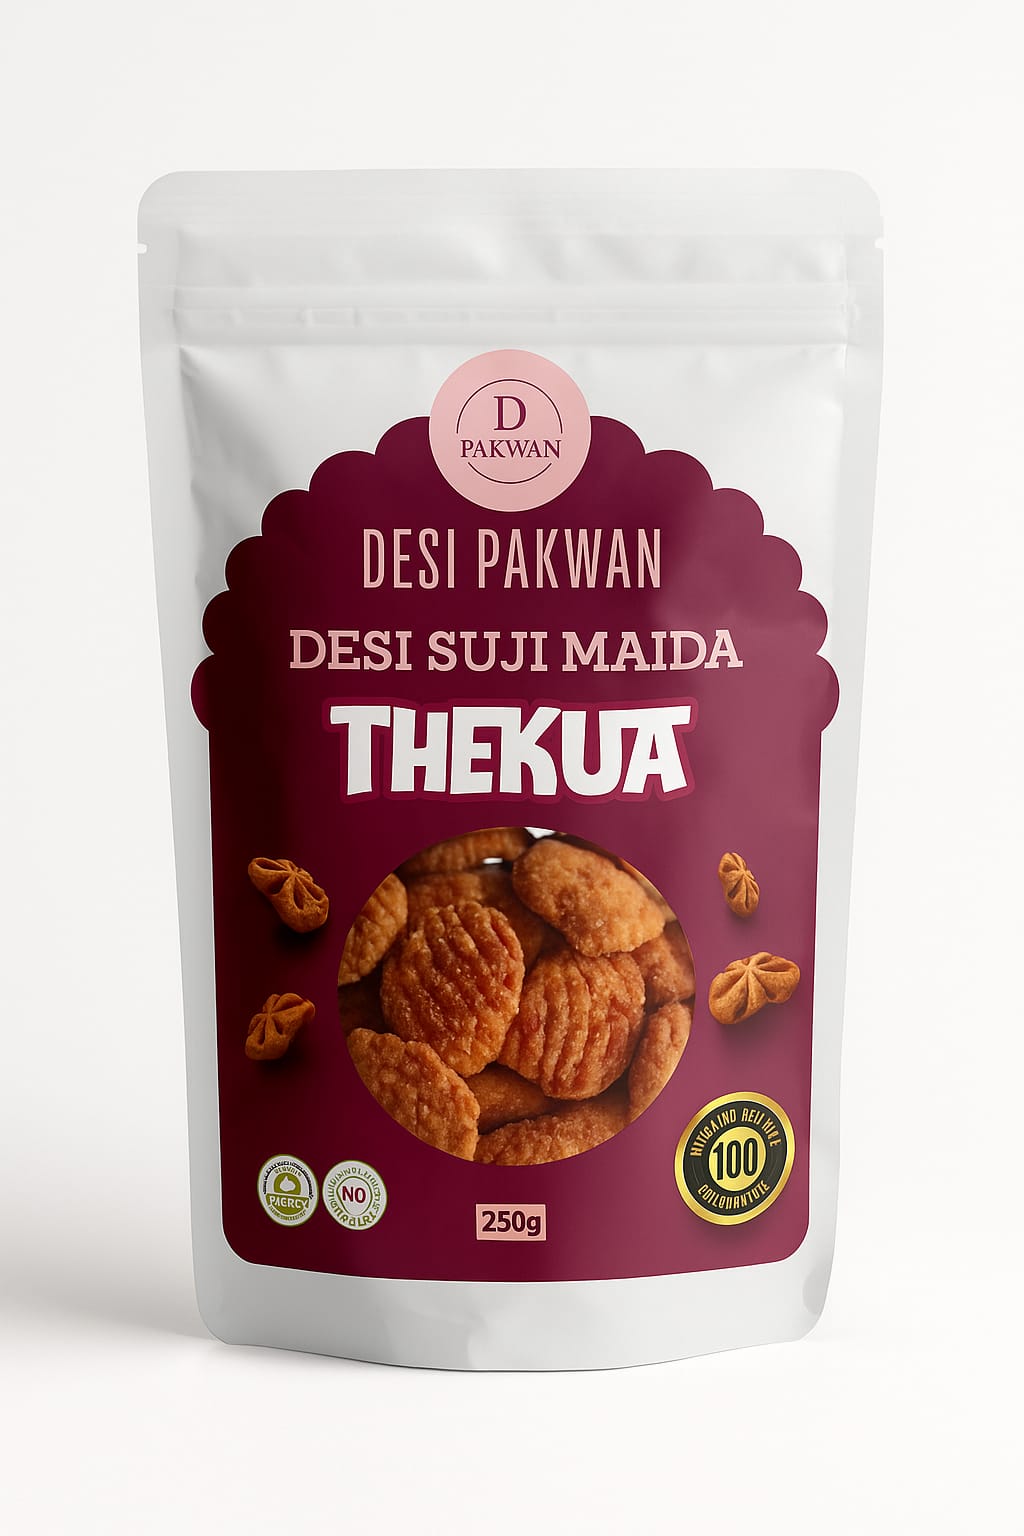 D
PAKWAN
DESI PAKWAN
DESI SUJI MAIDA
THEKUA
NO
100
250g